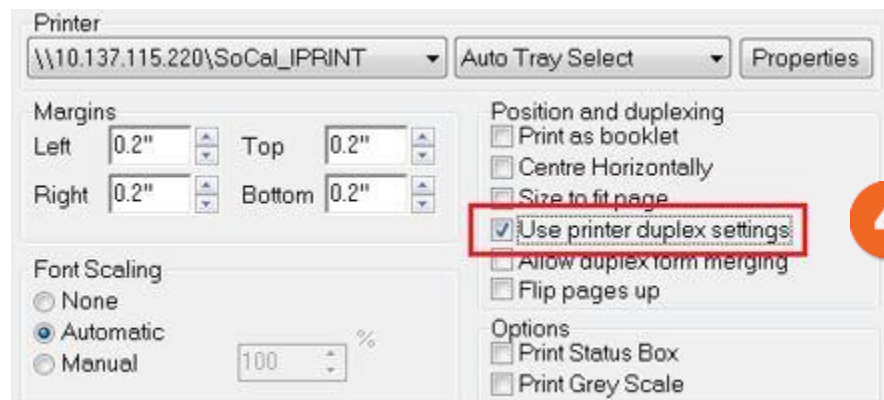 Printer
\\10.137.115.220\SoCal_IPRINT Auto Tray Select Properties
Margins
Left 0.2" Top 0.2"
Right 0.2" Bottom 0.2"
Position and duplexing
Print as booklet
Centre Horizontally
Size to fit page
Use printer duplex settings
Allow duplex form merging
Flip pages up
4
Font Scaling
None
Automatic
Manual 100 %
Options
Print Status Box
Print Grey Scale